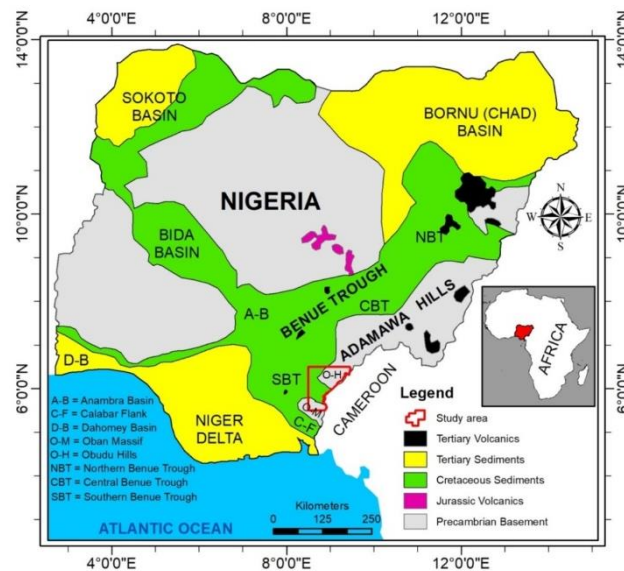 4°0'0"E 8°0'0"E 12°0'0"E
14°0'0"N
14°0'0"N
SOKOTO
BASIN
BORNU (CHAD)
BASIN
NIGERIA
10°0'0"N
10°0'0"N
N
W E
S
BIDA
BASIN
NBT
A-B
BENUE TROUGH
CBT
ADAMAWA HILLS
AFRICA
D-B
SBT
O-H
6°0'0"N
6°0'0"N
O-M
C-F
CAMEROON
NIGER
DELTA
A-B = Anambra Basin
C-F = Calabar Flank
D-B = Dahomey Basin
O-M = Oban Massif
O-H = Obudu Hills
NBT = Northern Benue Trough
CBT = Central Benue Trough
SBT = Southern Benue Trough
ATLANTIC OCEAN
Kilometers
0 125 250
Legend
Study area
Tertiary Volcanics
Tertiary Sediments
Cretaceous Sediments
Jurassic Volcanics
Precambrian Basement
4°0'0"E 8°0'0"E 12°0'0"E